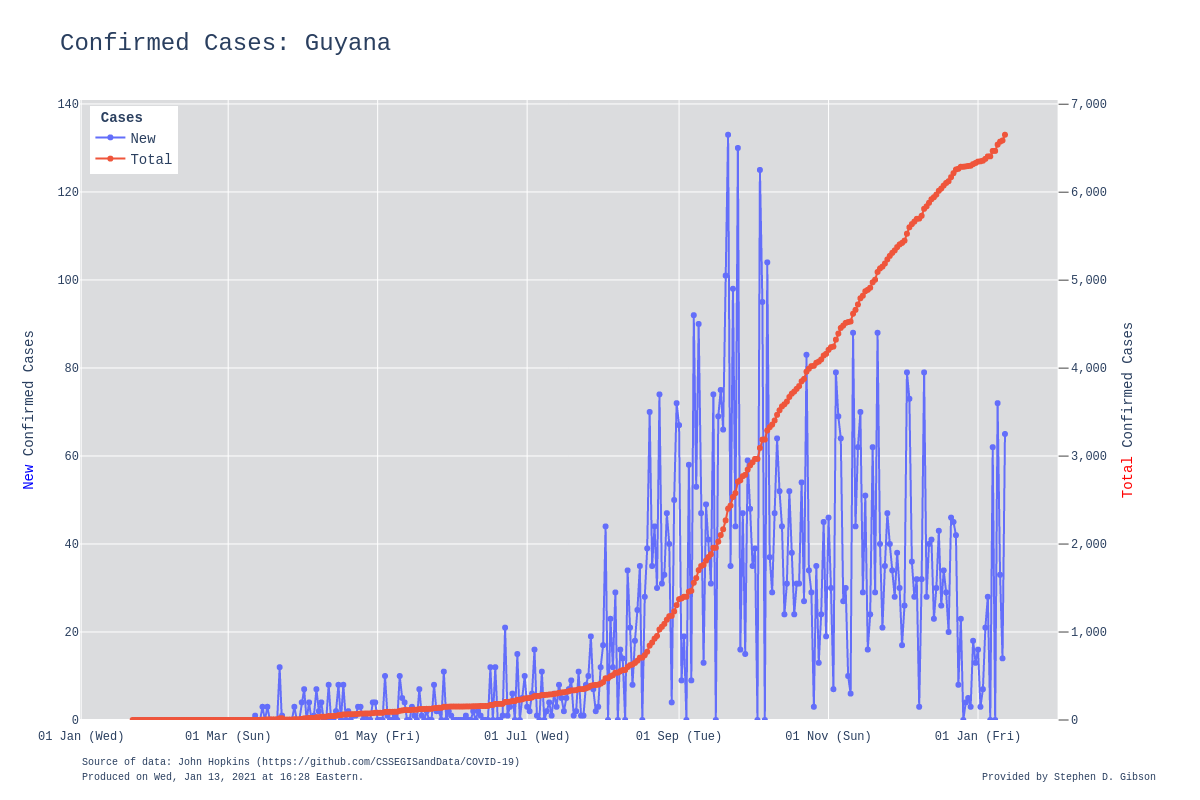 Confirmed Cases: Guyana
Cases
New
Total
140
120
100
80
60
40
20
0
7,000
6,000
5,000
4,000
3,000
2,000
1,000
0
New Confirmed Cases
Total Confirmed Cases
01 Jan (Wed)
01 Mar (Sun)
01 May (Fri)
01 Jul (Wed)
01 Sep (Tue)
01 Nov (Sun)
01 Jan (Fri)
Source of data: John Hopkins (https://github.com/CSSEGISandData/COVID-19)
Produced on Wed, Jan 13, 2021 at 16:28 Eastern.
Provided by Stephen D. Gibson